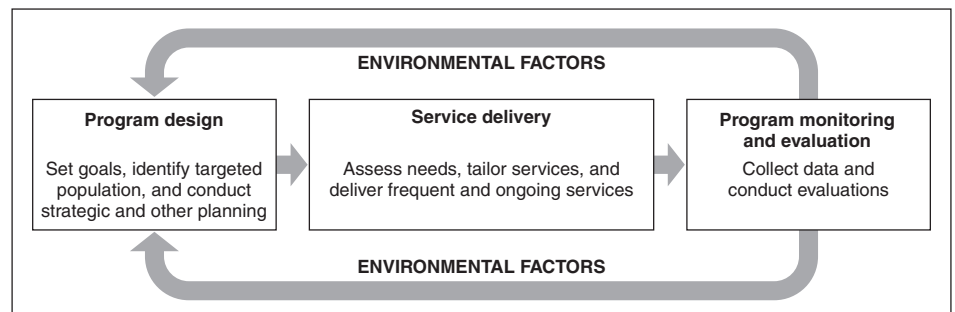 ENVIRONMENTAL FACTORS
Program design
Set goals, identify targeted
population, and conduct
strategic and other planning
Service delivery
Assess needs, tailor services, and
deliver frequent and ongoing services
Program monitoring
and evaluation
Collect data and
conduct evaluations
ENVIRONMENTAL FACTORS